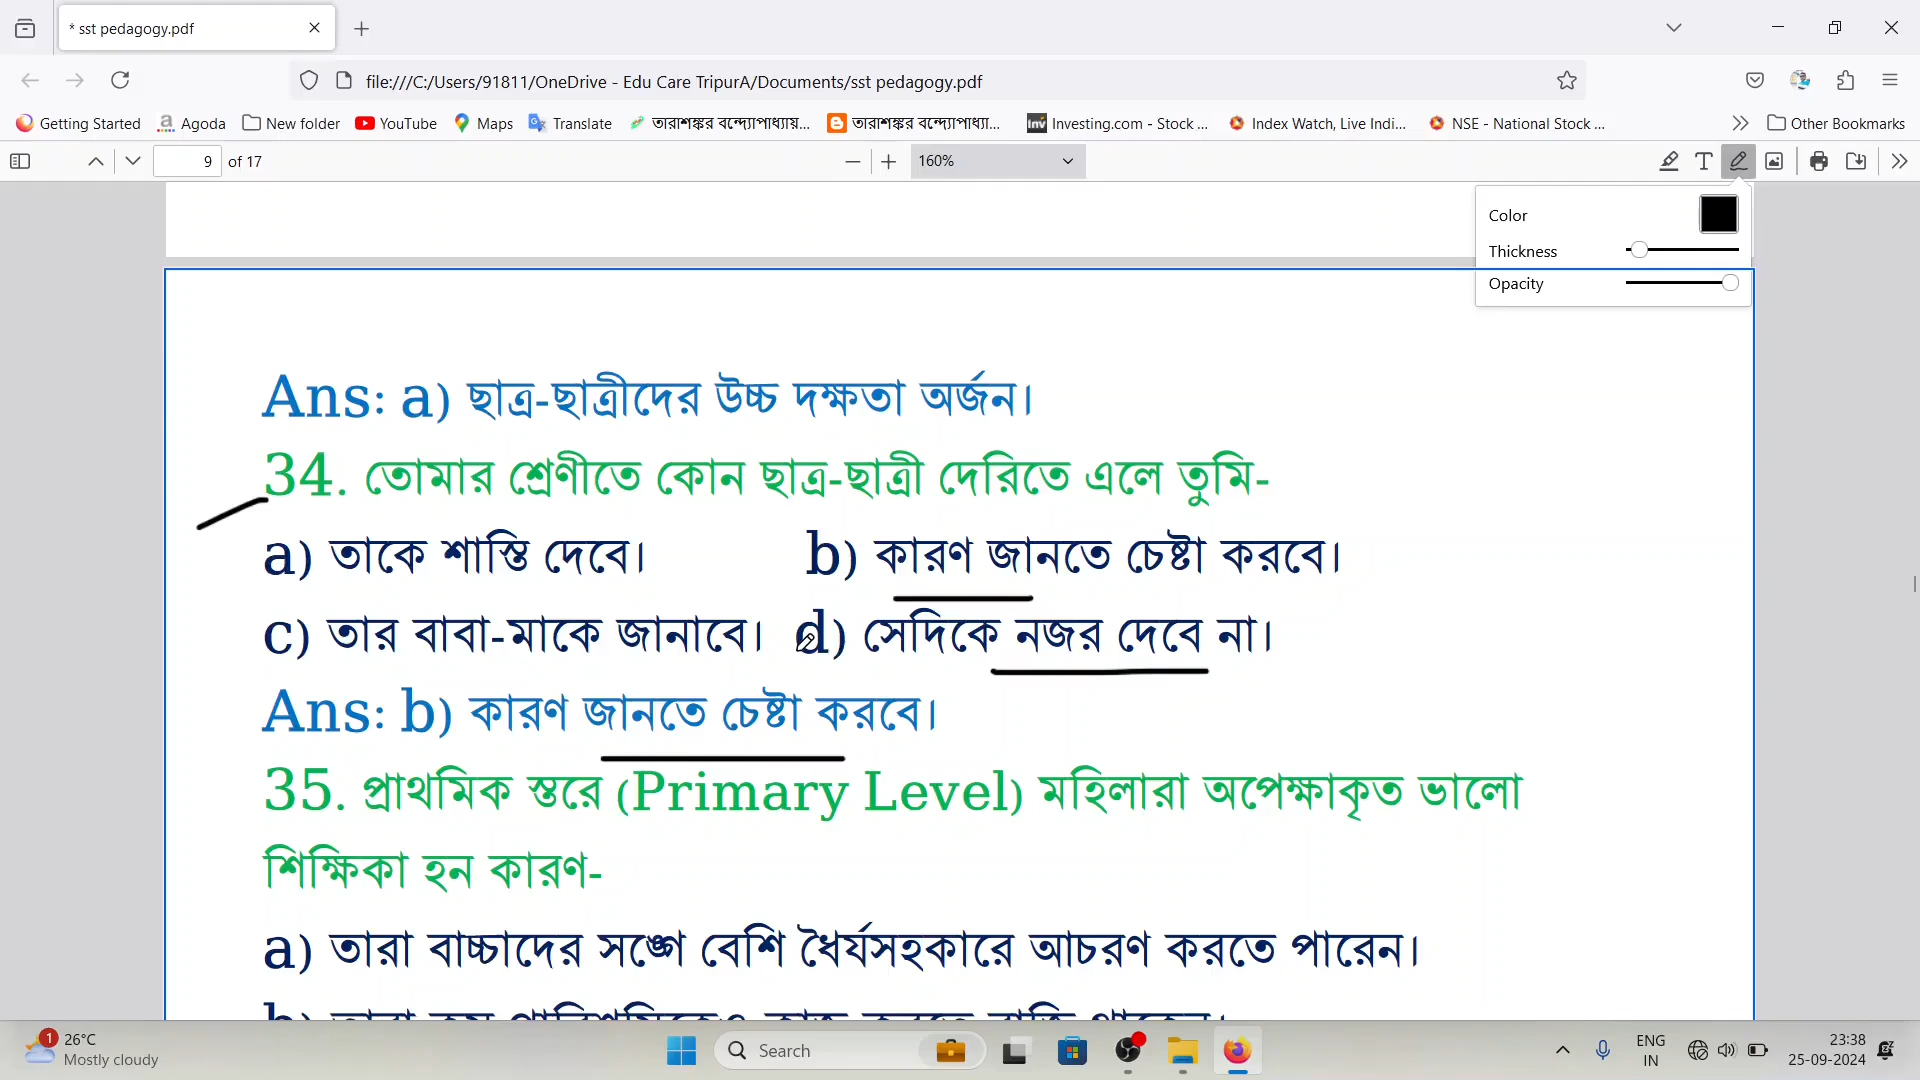 * sst pedagogy.pdf
file:///C:/Users/91811/OneDrive - Edu Care TripurA/Documents/sst pedagogy.pdf
Getting Started Agoda New folder YouTube Maps Translate তারাশঙ্কর বন্দ্যোপাধ্যায়... তারাশঙ্কর বন্দ্যোপাধ্যা... Investing.com - Stock ... Index Watch, Live Indi... NSE - National Stock ... Other Bookmarks
9 of 17 160%
Color
Thickness
Opacity
Ans: a) ছাত্র-ছাত্রীদের উচ্চ দক্ষতা অর্জন।
34. তোমার শ্রেণীতে কোন ছাত্র-ছাত্রী দেরিতে এলে তুমি-
a) তাকে শাস্তি দেবে। b) কারণ জানতে চেষ্টা করবে।
c) তার বাবা-মাকে জানাবে। d) সেদিকে নজর দেবে না।
Ans: b) কারণ জানতে চেষ্টা করবে।
35. প্রাথমিক স্তরে (Primary Level) মহিলারা অপেক্ষাকৃত ভালো
শিক্ষিকা হন কারণ-
a) তারা বাচ্চাদের সঙ্গে বেশি ধৈর্যসহকারে আচরণ করতে পারেন।
1 26°C
Mostly cloudy
Search
ENG
IN
23:38
25-09-2024